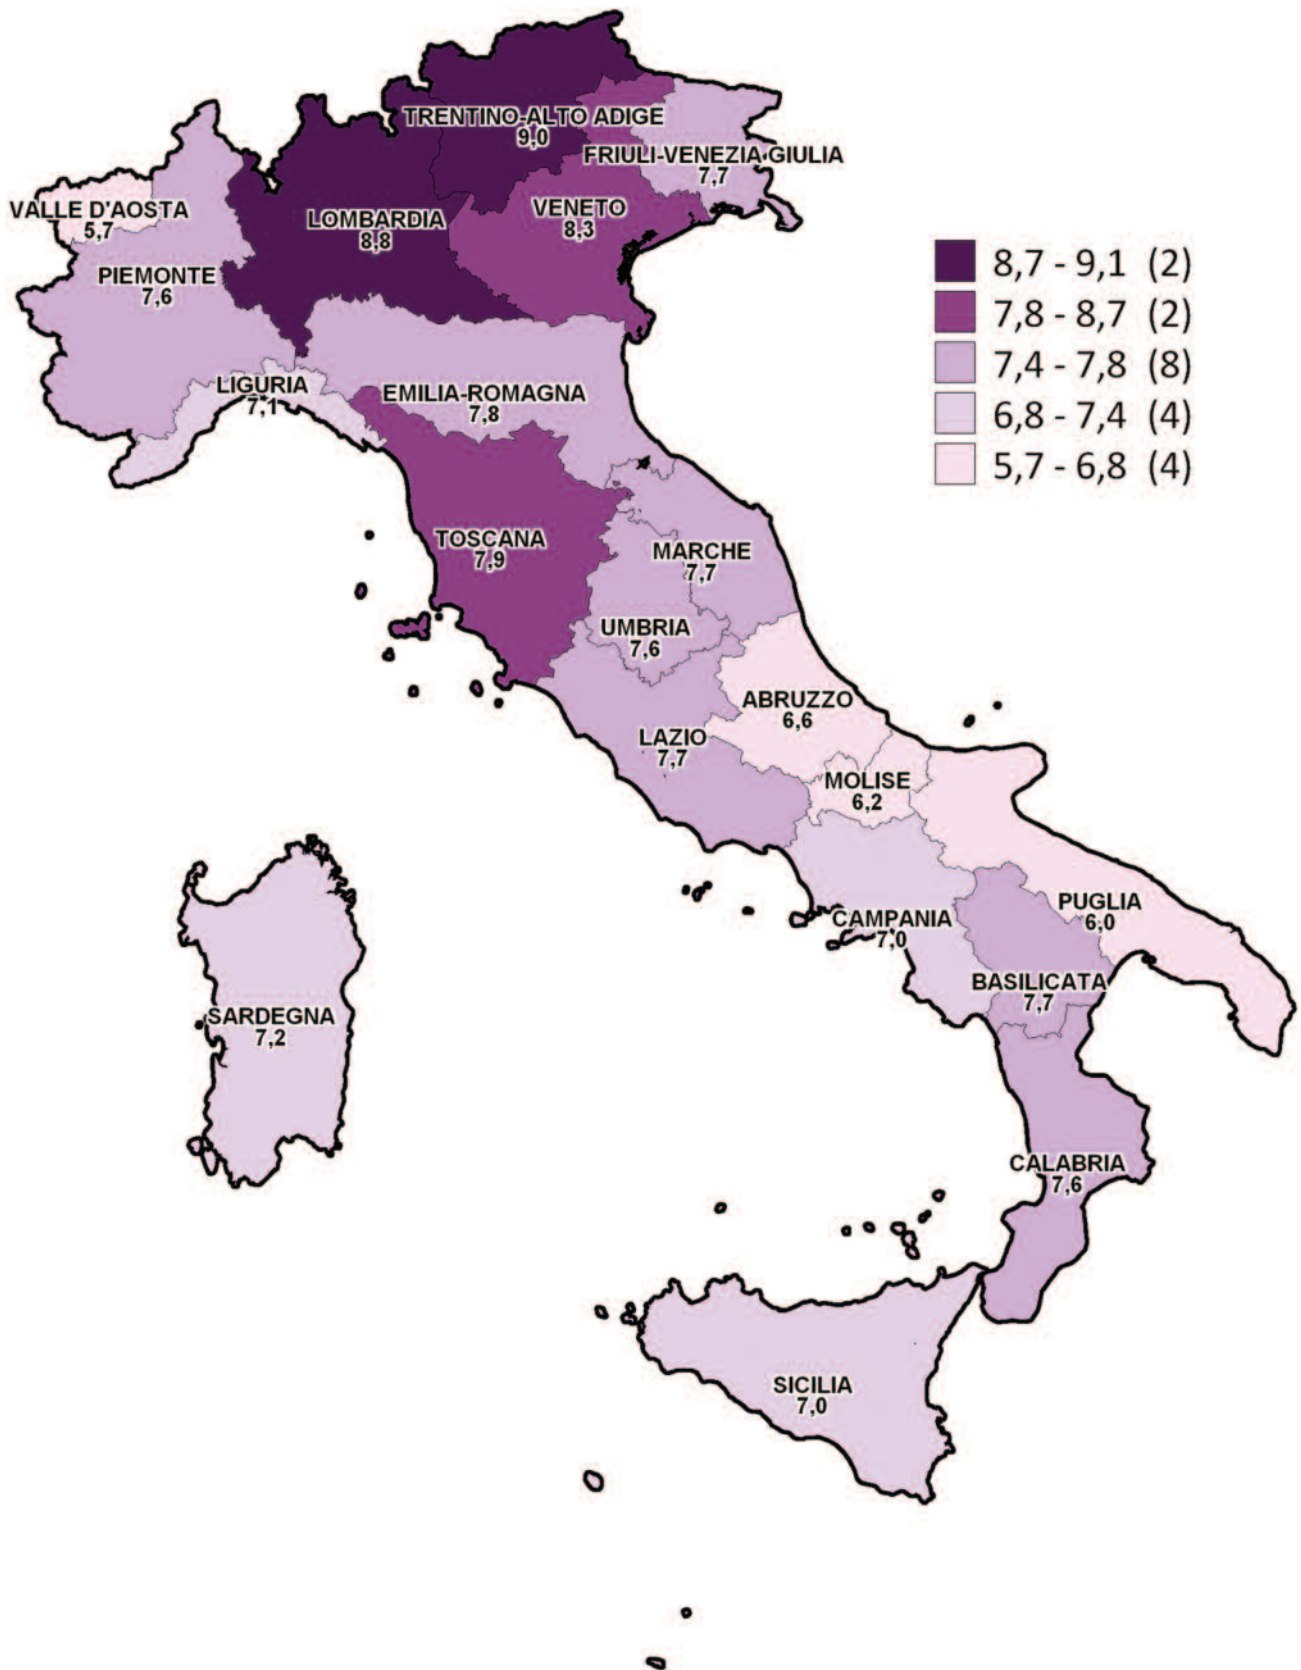 TRENTINO-ALTO ADIGE
9,0
FRIULI-VENEZIA GIULIA
7,7
VALLE D'AOSTA
5,7
LOMBARDIA
8,8
VENETO
8,3
PIEMONTE
7,6
8,7 - 9,1 (2)
7,8 - 8,7 (2)
7,4 - 7,8 (8)
6,8 - 7,4 (4)
5,7 - 6,8 (4)
LIGURIA
7,1
EMILIA-ROMAGNA
7,8
TOSCANA
7,9
MARCHE
7,7
UMBRIA
7,6
ABRUZZO
6,6
LAZIO
7,7
MOLISE
6,2
PUGLIA
6,0
CAMPANIA
7,0
BASILICATA
7,7
SARDEGNA
7,2
CALABRIA
7,6
SICILIA
7,0